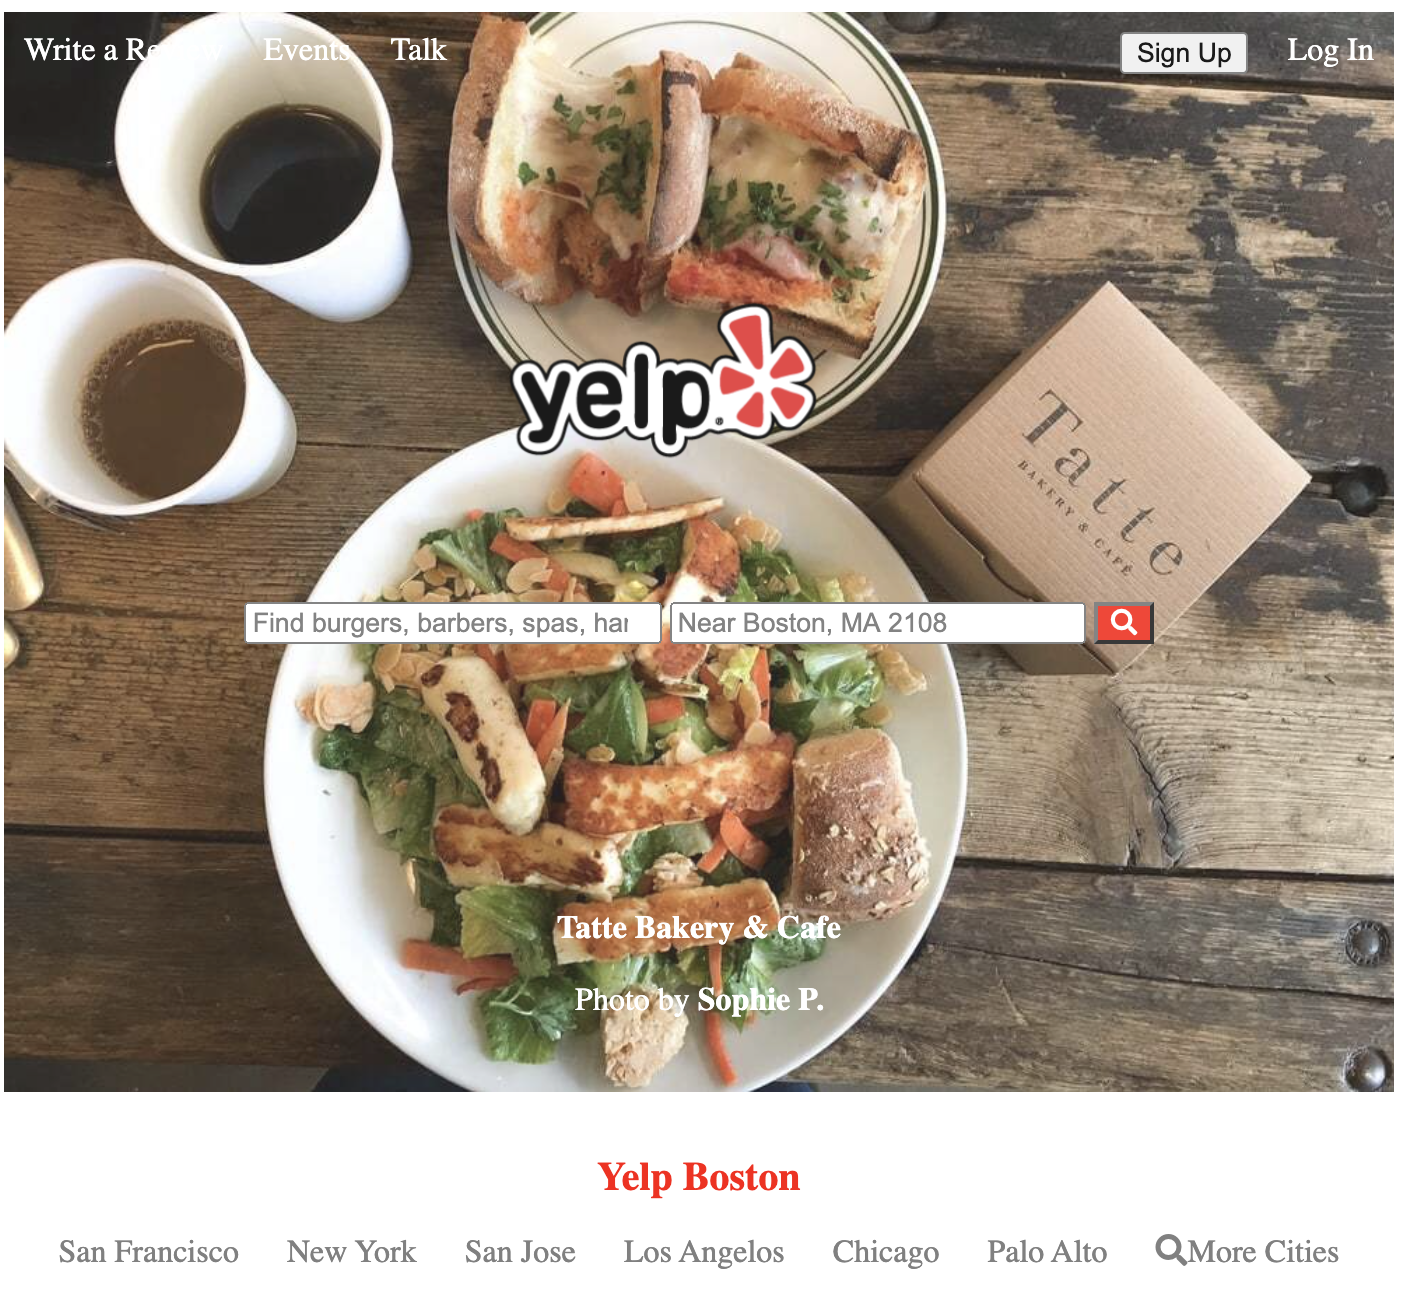 Write a Review Events Talk Sign Up Log In
yelp
Tatte
BAKERY & CAFÉ
Find burgers, barbers, spas, han Near Boston, MA 2108
Tatte Bakery & Cafe
Photo by Sophie P.
Yelp Boston
San Francisco New York San Jose Los Angelos Chicago Palo Alto More Cities